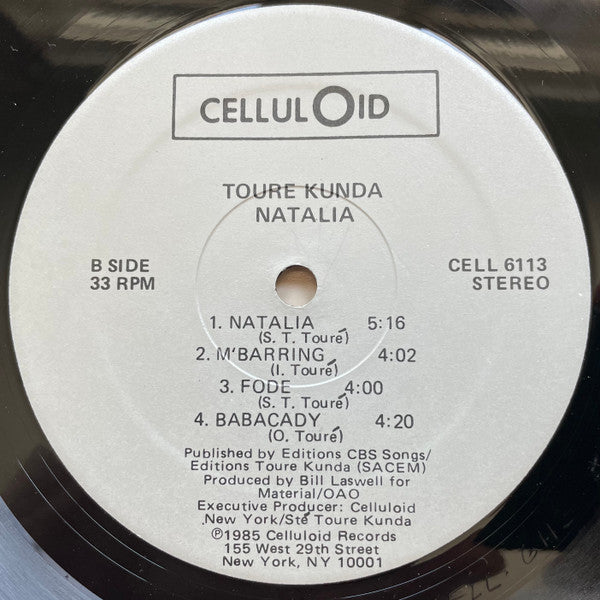 CELLULOID
TOURE KUNDA
NATALIA
B SIDE
33 RPM
CELL 6113
STEREO
1. NATALIA 5:16
(S. T. Touré)
2. M'BARRING 4:02
(I. Touré)
3. FODE 4:00
(S. T. Touré)
4. BABACADY 4:20
(O. Touré)
Published by Editions CBS Songs/
Editions Toure Kunda (SACEM)
Produced by Bill Laswell for
Material/OAO
Executive Producer: Celluloid
New York/Sté Toure Kunda
℗1985 Celluloid Records
155 West 29th Street
New York, NY 10001